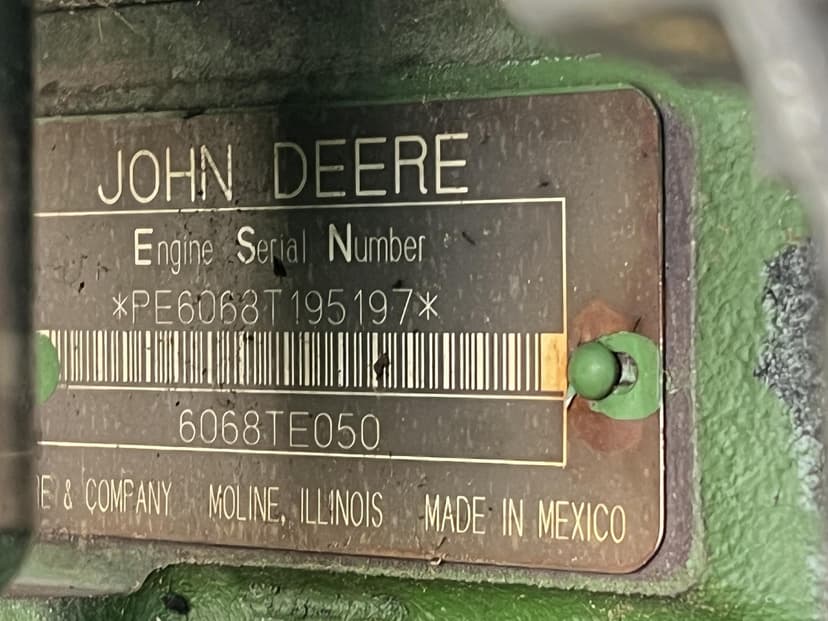 JOHN DEERE
Engine Serial Number
*PE6068T195197*
6068TE050
& COMPANY MOLINE, ILLINOIS MADE IN MEXICO